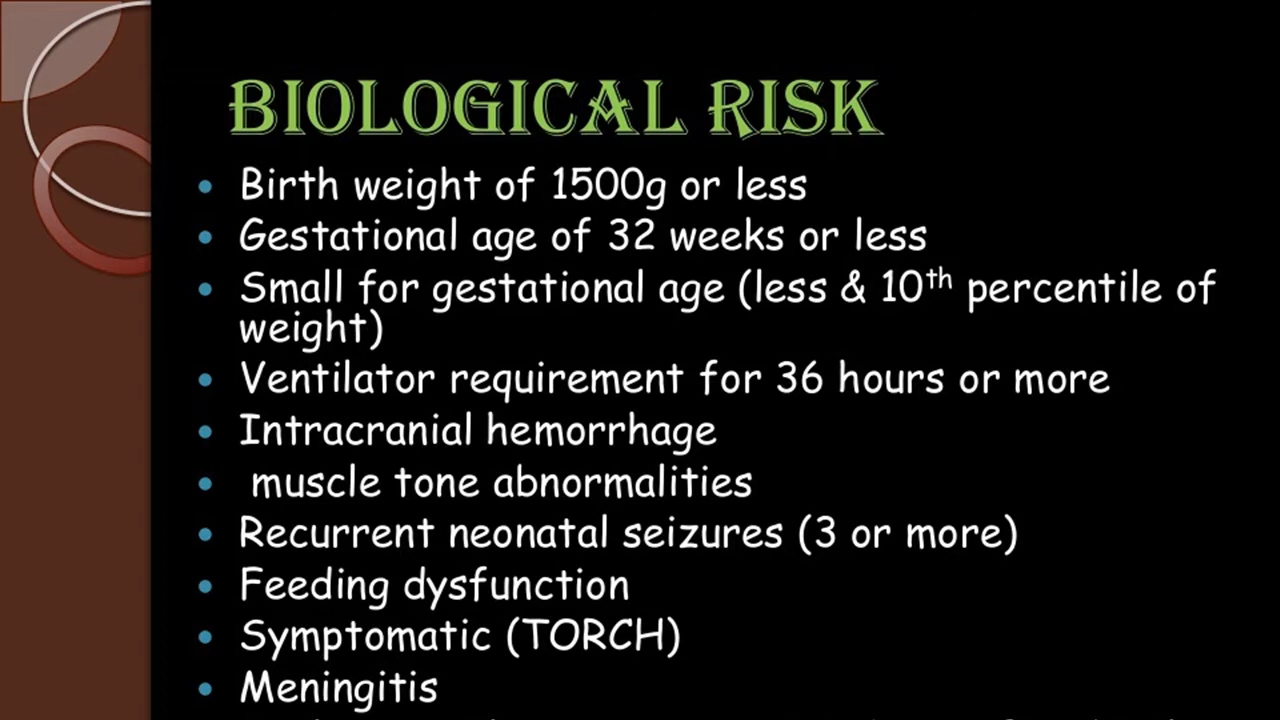 BIOLOGICAL RISK
• Birth weight of 1500g or less
• Gestational age of 32 weeks or less
• Small for gestational age (less & 10th percentile of
weight)
• Ventilator requirement for 36 hours or more
• Intracranial hemorrhage
• muscle tone abnormalities
• Recurrent neonatal seizures (3 or more)
• Feeding dysfunction
• Symptomatic (TORCH)
• Meningitis